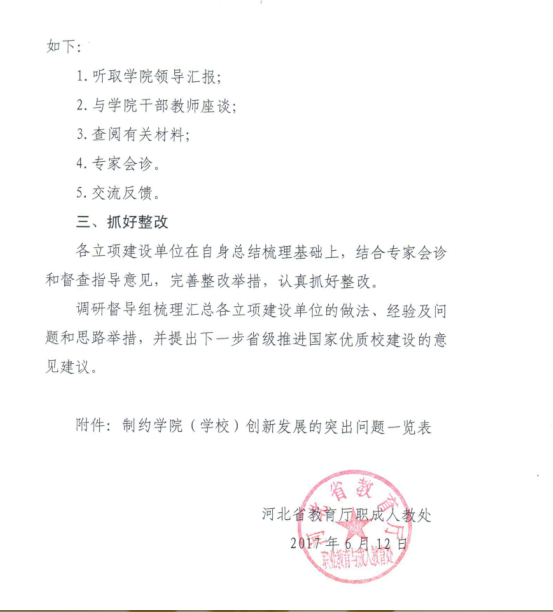 如下：
1. 听取学院领导汇报；
2. 与学院干部教师座谈；
3. 查阅有关材料；
4. 专家会诊。
5. 交流反馈。
三、抓好整改
各立项建设单位在自身总结梳理基础上，结合专家会诊
和督查指导意见，完善整改举措，认真抓好整改。
调研督导组梳理汇总各立项建设单位的做法、经验及问
题和思路举措，并提出下一步省级推进国家优质校建设的意
见建议。
附件：制约学院（学校）创新发展的突出问题一览表
河北省教育厅职成人教处
2017年6月12日
河北省教育厅